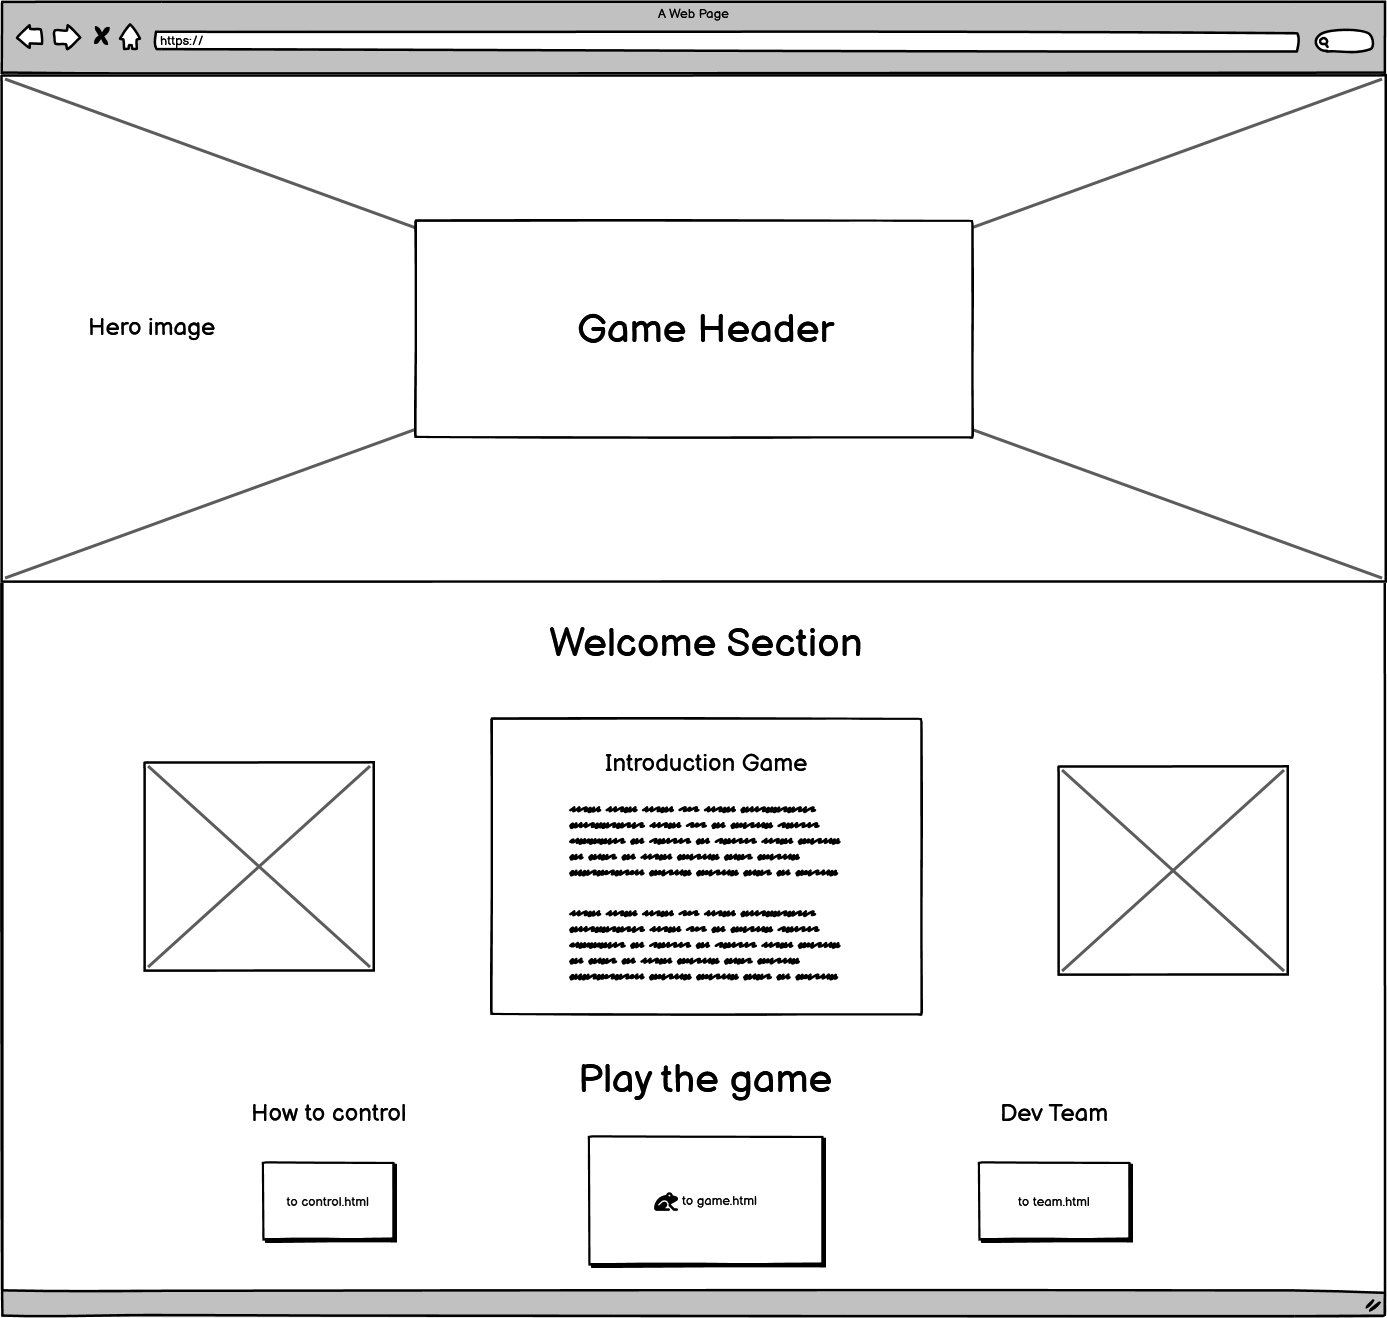 A Web Page
https://
Hero image
Game Header
Welcome Section
Introduction Game
Play the game
How to control
Dev Team
to control.html
to game.html
to team.html